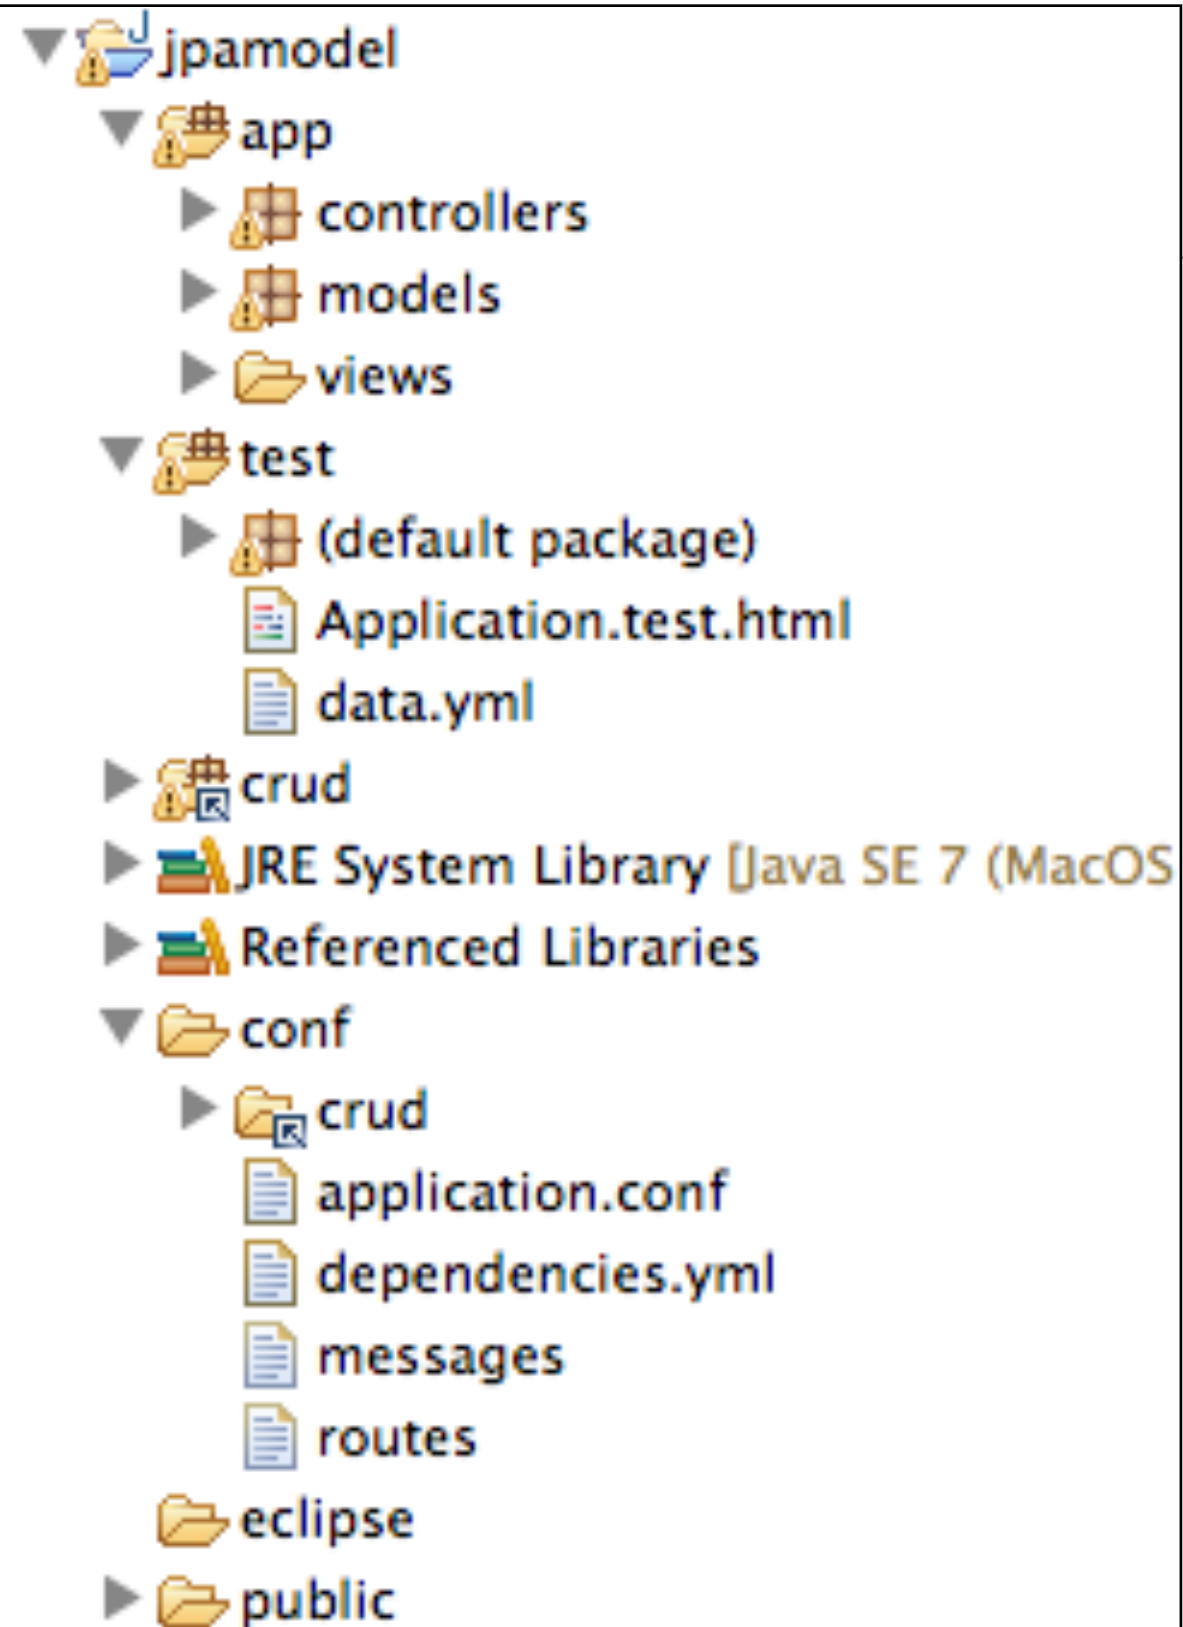 jpamodel
app
controllers
models
views
test
(default package)
Application.test.html
data.yml
crud
JRE System Library [Java SE 7 (MacOS
Referenced Libraries
conf
crud
application.conf
dependencies.yml
messages
routes
eclipse
public